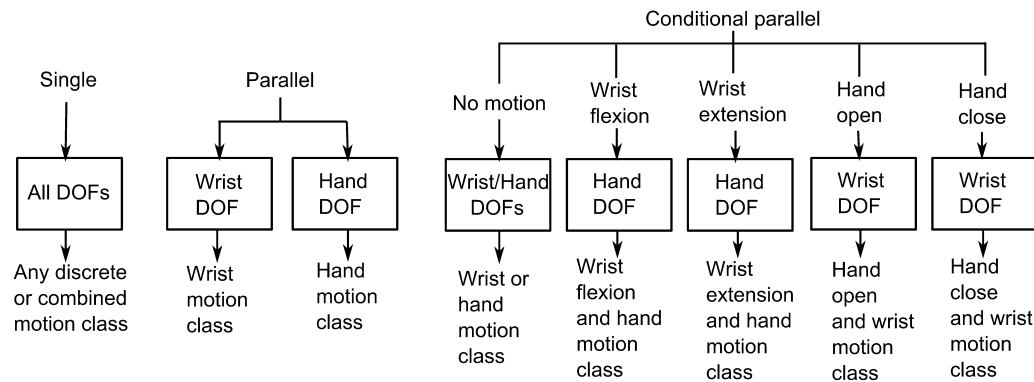 Conditional parallel
Single
Parallel
No motion
Wrist
flexion
Wrist
extension
Hand
open
Hand
close
All DOFs
Wrist
DOF
Hand
DOF
Wrist/Hand
DOFs
Hand
DOF
Hand
DOF
Wrist
DOF
Wrist
DOF
Any discrete
or combined
motion class
Wrist
motion
class
Hand
motion
class
Wrist or
hand
motion
class
Wrist
flexion
and hand
motion
class
Wrist
extension
and hand
motion
class
Hand
open
and wrist
motion
class
Hand
close
and wrist
motion
class